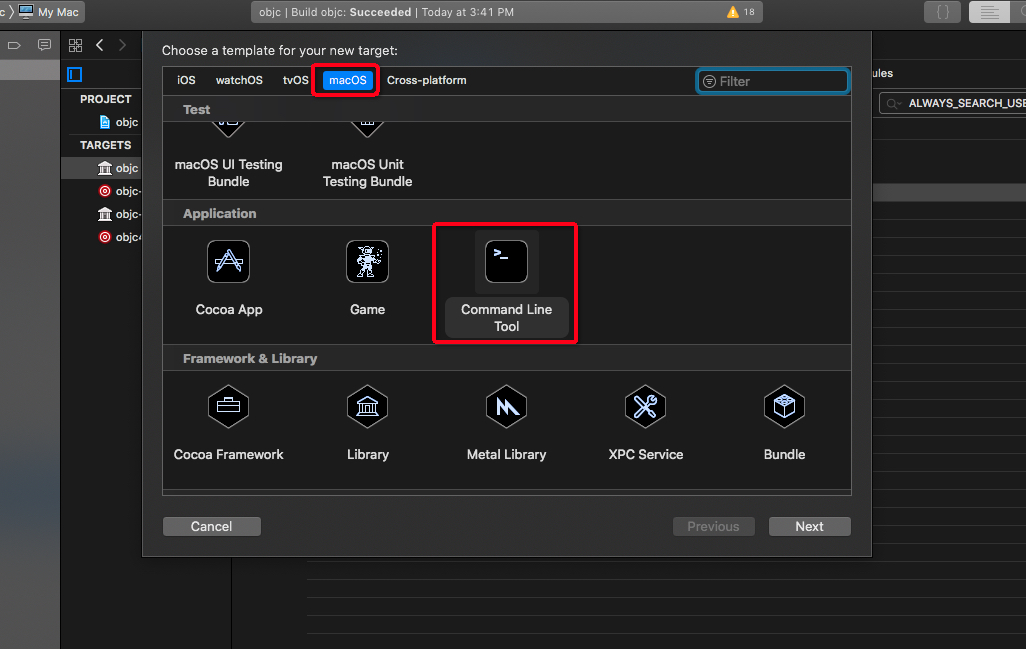 c
My Mac
objc | Build objc: Succeeded | Today at 3:41 PM
18
{ }
Choose a template for your new target:
iOS watchOS tvOS macOS Cross-platform
Filter
Test
macOS UI Testing
Bundle
macOS Unit
Testing Bundle
Application
Cocoa App
Game
>_
Command Line
Tool
Framework & Library
Cocoa Framework
Library
Metal Library
XPC Service
Bundle
Cancel
Previous
Next
PROJECT
objc
TARGETS
objc
objc-
objc-
objc4
ules
ALWAYS_SEARCH_USE